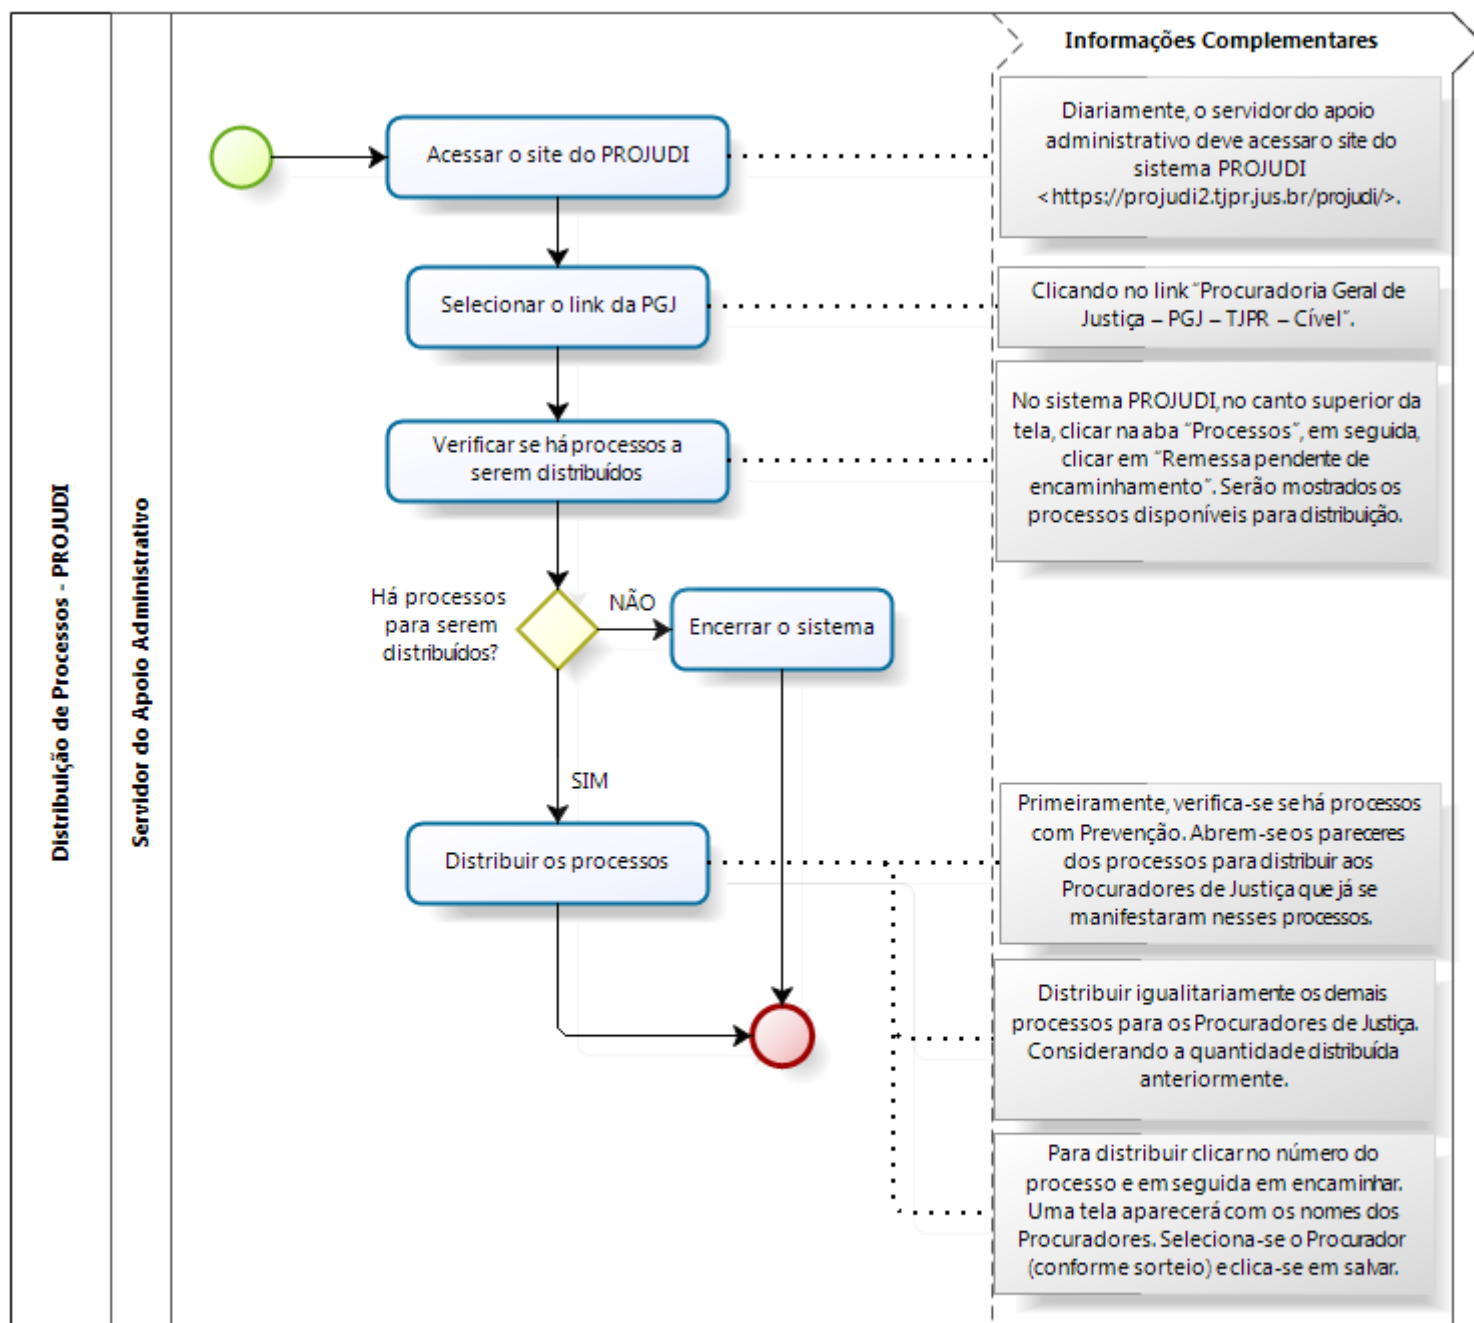 Distribuição de Processos - PROJUDI
Servidor do Apoio Administrativo
Informações Complementares
Acessar o site do PROJUDI
Diariamente, o servidor do apoio
administrativo deve acessar o site do
sistema PROJUDI
<https://projudi2.tjpr.jus.br/projudi/>.
Selecionar o link da PGJ
Clicando no link “Procuradoria Geral de
Justiça – PGJ – TJPR – Cível”.
Verificar se há processos a
serem distribuídos
No sistema PROJUDI, no canto superior da
tela, clicar na aba “Processos”, em seguida,
clicar em “Remessa pendente de
encaminhamento”. Serão mostrados os
processos disponíveis para distribuição.
Há processos
para serem
distribuídos?
NÃO
Encerrar o sistema
SIM
Distribuir os processos
Primeiramente, verifica-se se há processos
com Prevenção. Abrem-se os pareceres
dos processos para distribuir aos
Procuradores de Justiça que já se
manifestaram nesses processos.
Distribuir igualitariamente os demais
processos para os Procuradores de Justiça.
Considerando a quantidade distribuída
anteriormente.
Para distribuir clicar no número do
processo e em seguida em encaminhar.
Uma tela aparecerá com os nomes dos
Procuradores. Seleciona-se o Procurador
(conforme sorteio) e clica-se em salvar.